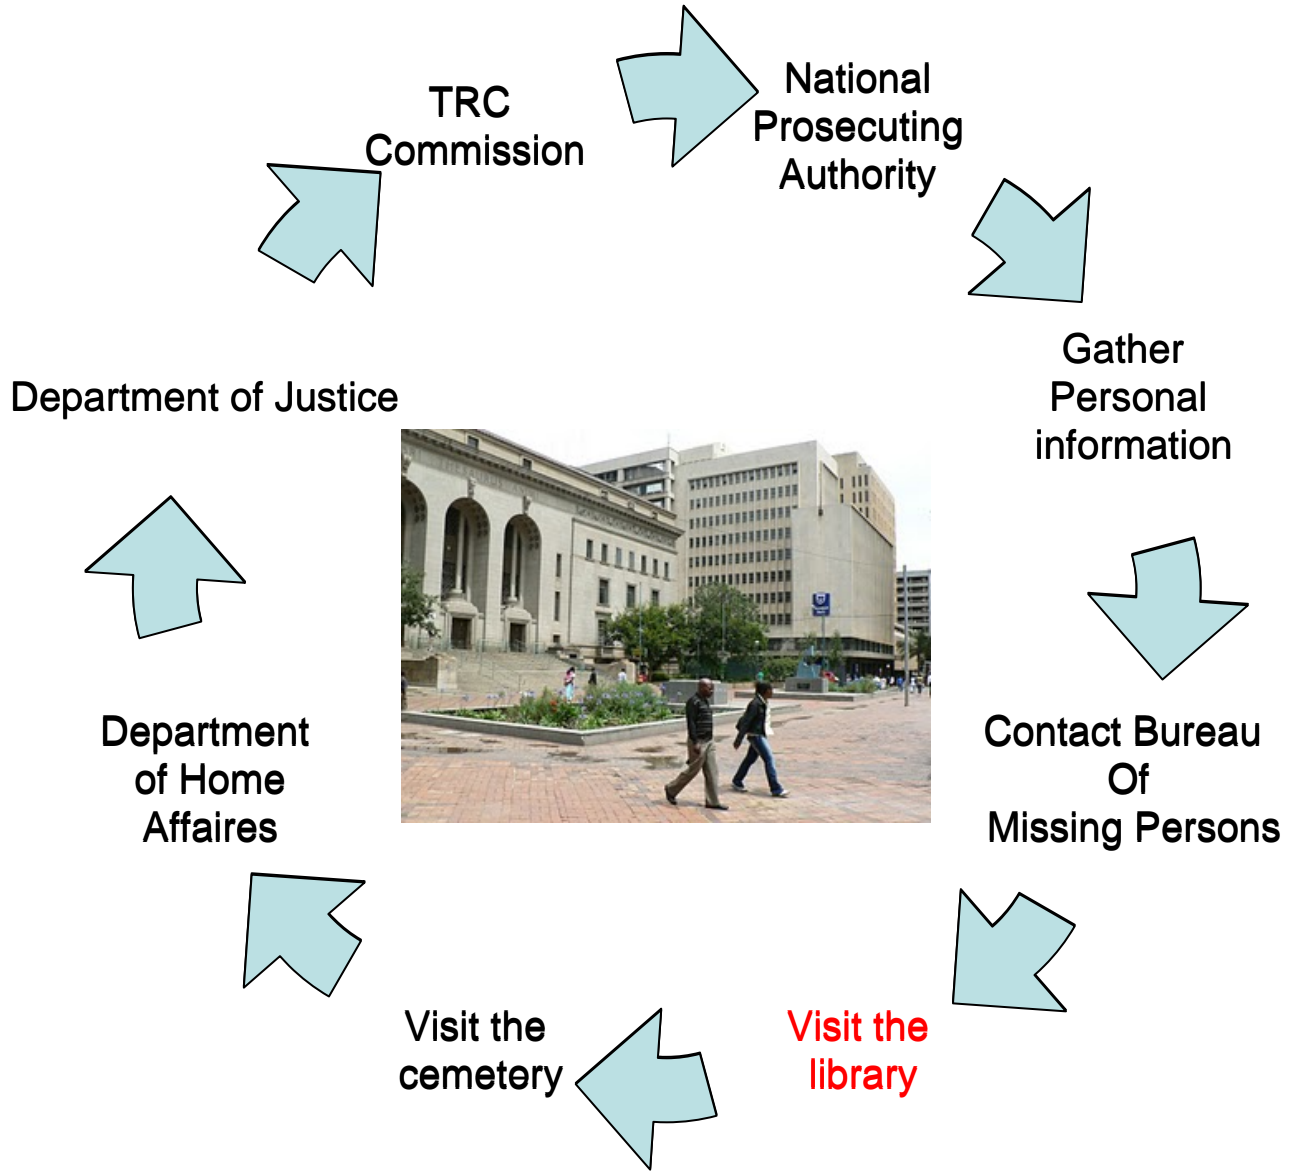 TRC
Commission
National
Prosecuting
Authority
Gather
Personal
information
Contact Bureau
Of
Missing Persons
Visit the
library
Visit the
cemetery
Department
of Home
Affaires
Department of Justice